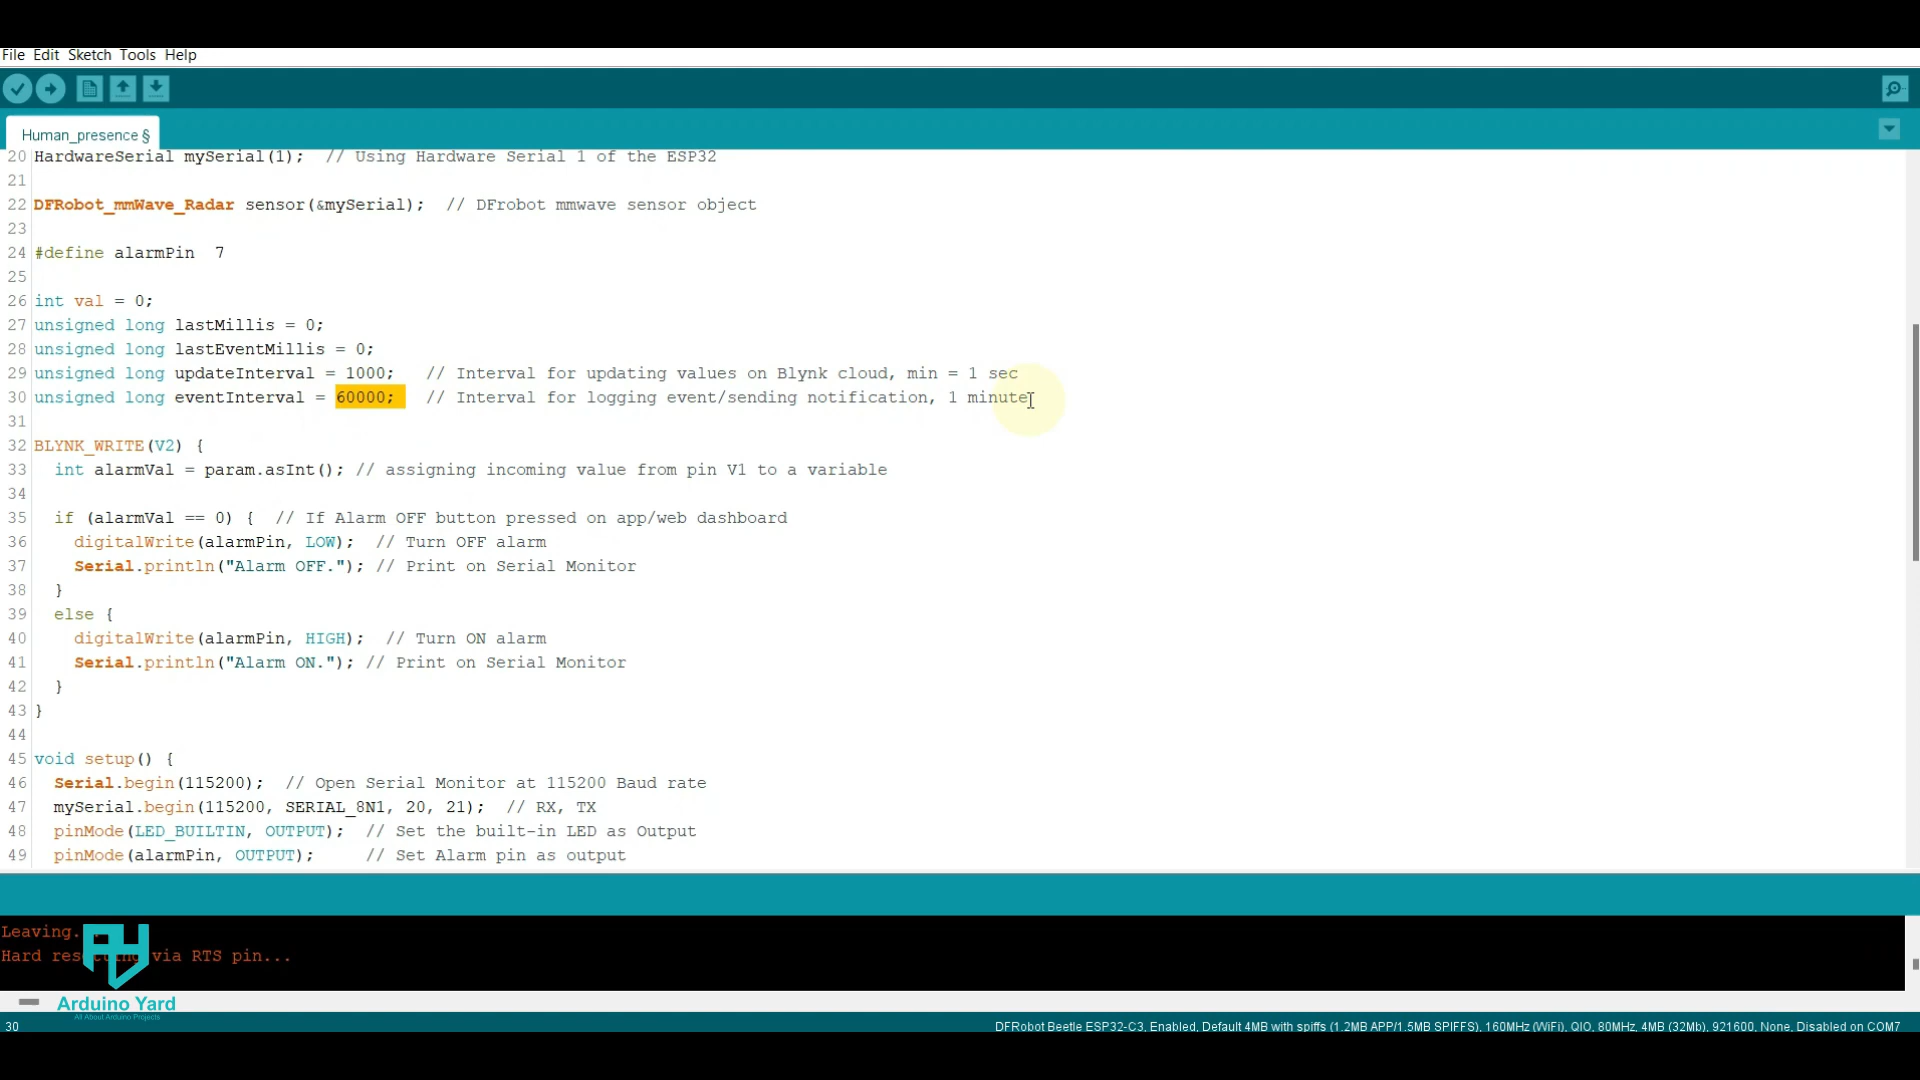 File Edit Sketch Tools Help
Human_presence §
20 HardwareSerial mySerial(1);  // Using Hardware Serial 1 of the ESP32
21
22 DFRobot_mmWave_Radar sensor(&mySerial);  // DFrobot mmwave sensor object
23
24 #define alarmPin  7
25
26 int val = 0;
27 unsigned long lastMillis = 0;
28 unsigned long lastEventMillis = 0;
29 unsigned long updateInterval = 1000;   // Interval for updating values on Blynk cloud, min = 1 sec
30 unsigned long eventInterval = 60000;   // Interval for logging event/sending notification, 1 minute
31
32 BLYNK_WRITE(V2) {
33   int alarmVal = param.asInt(); // assigning incoming value from pin V1 to a variable
34
35   if (alarmVal == 0) {  // If Alarm OFF button pressed on app/web dashboard
36     digitalWrite(alarmPin, LOW);  // Turn OFF alarm
37     Serial.println("Alarm OFF."); // Print on Serial Monitor
38   }
39   else {
40     digitalWrite(alarmPin, HIGH);  // Turn ON alarm
41     Serial.println("Alarm ON."); // Print on Serial Monitor
42   }
43 }
44
45 void setup() {
46   Serial.begin(115200);  // Open Serial Monitor at 115200 Baud rate
47   mySerial.begin(115200, SERIAL_8N1, 20, 21);  // RX, TX
48   pinMode(LED_BUILTIN, OUTPUT);  // Set the built-in LED as Output
49   pinMode(alarmPin, OUTPUT);     // Set Alarm pin as output
Leaving.
Hard via RTS pin...
Arduino Yard
All About Arduino Projects
30 DFRobot Beetle ESP32-C3, Enabled, Default 4MB with spiffs (1.2MB APP/1.5MB SPIFFS), 160MHz (WiFi), QIO, 80MHz, 4MB (32Mb), 921600, None, Disabled on COM7